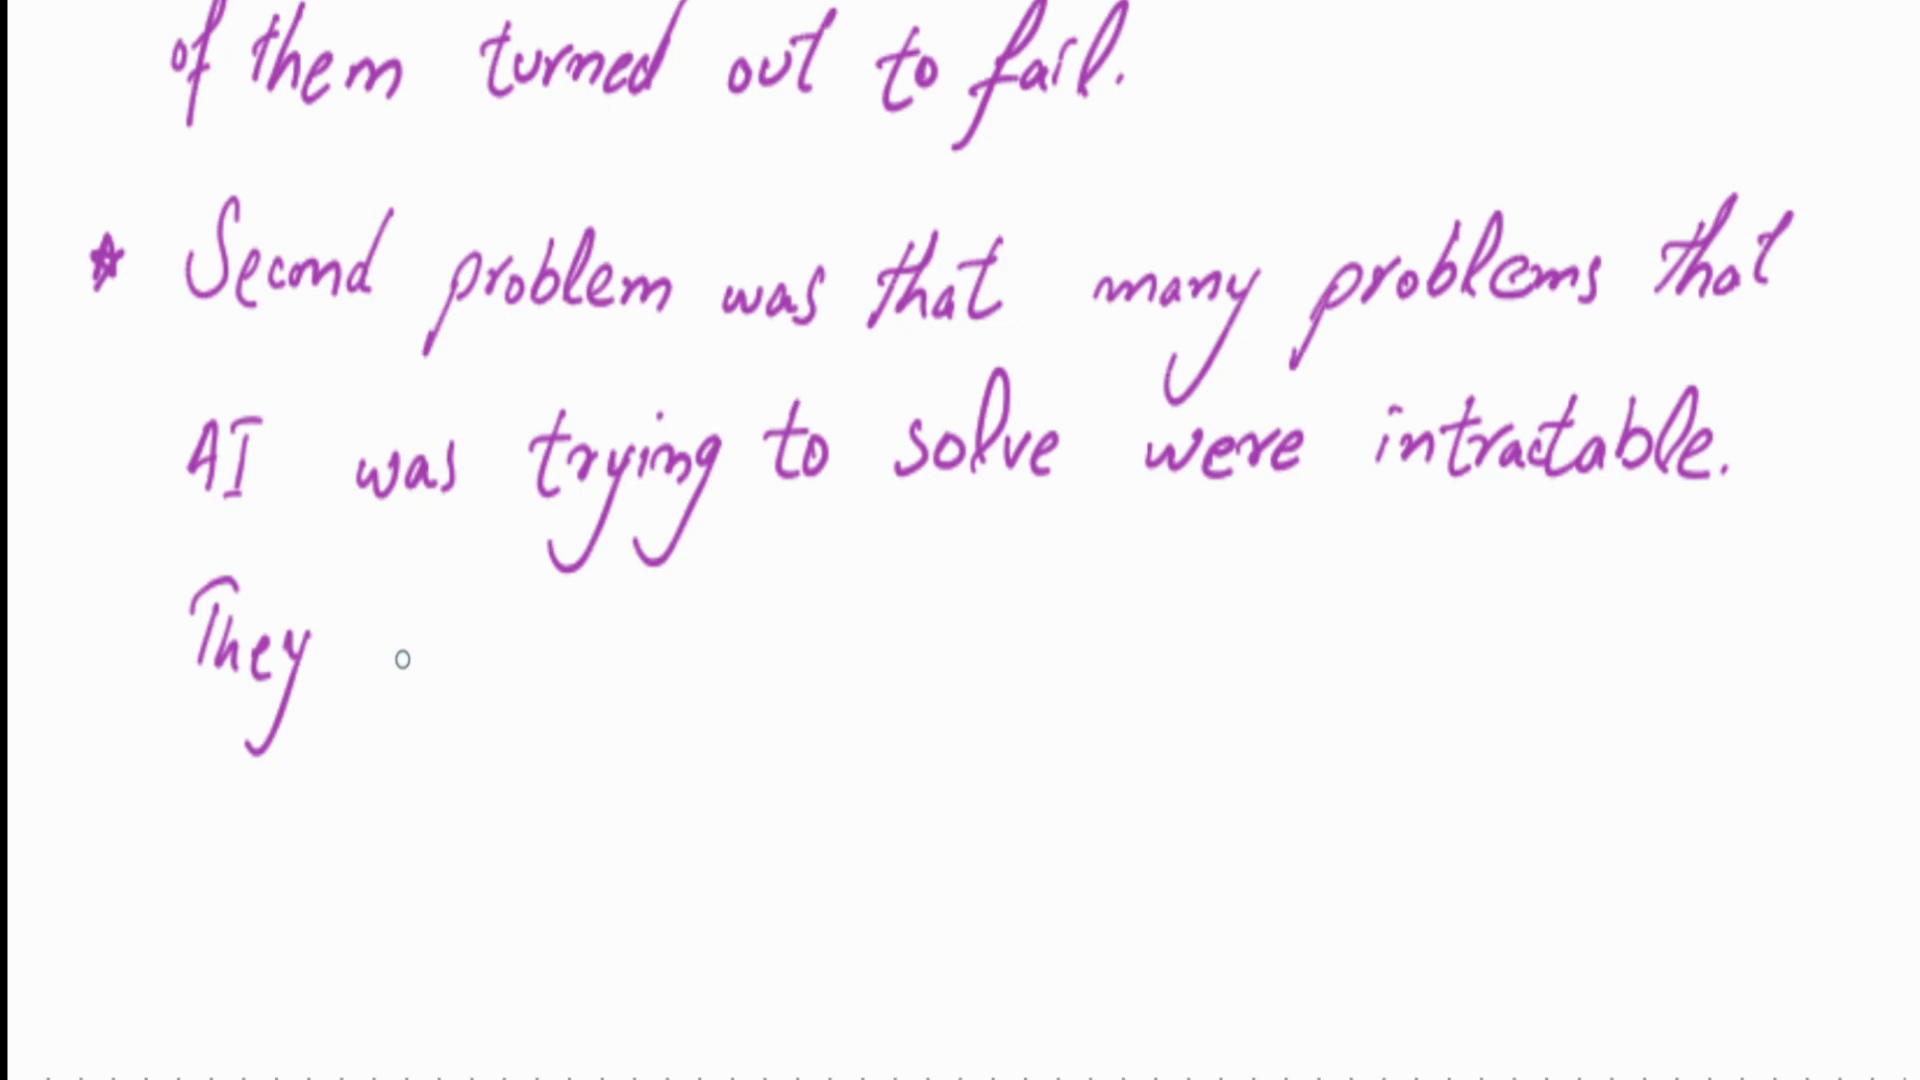 of them turned out to fail.
* Second problem was that many problems that
AI was trying to solve were intractable.
They